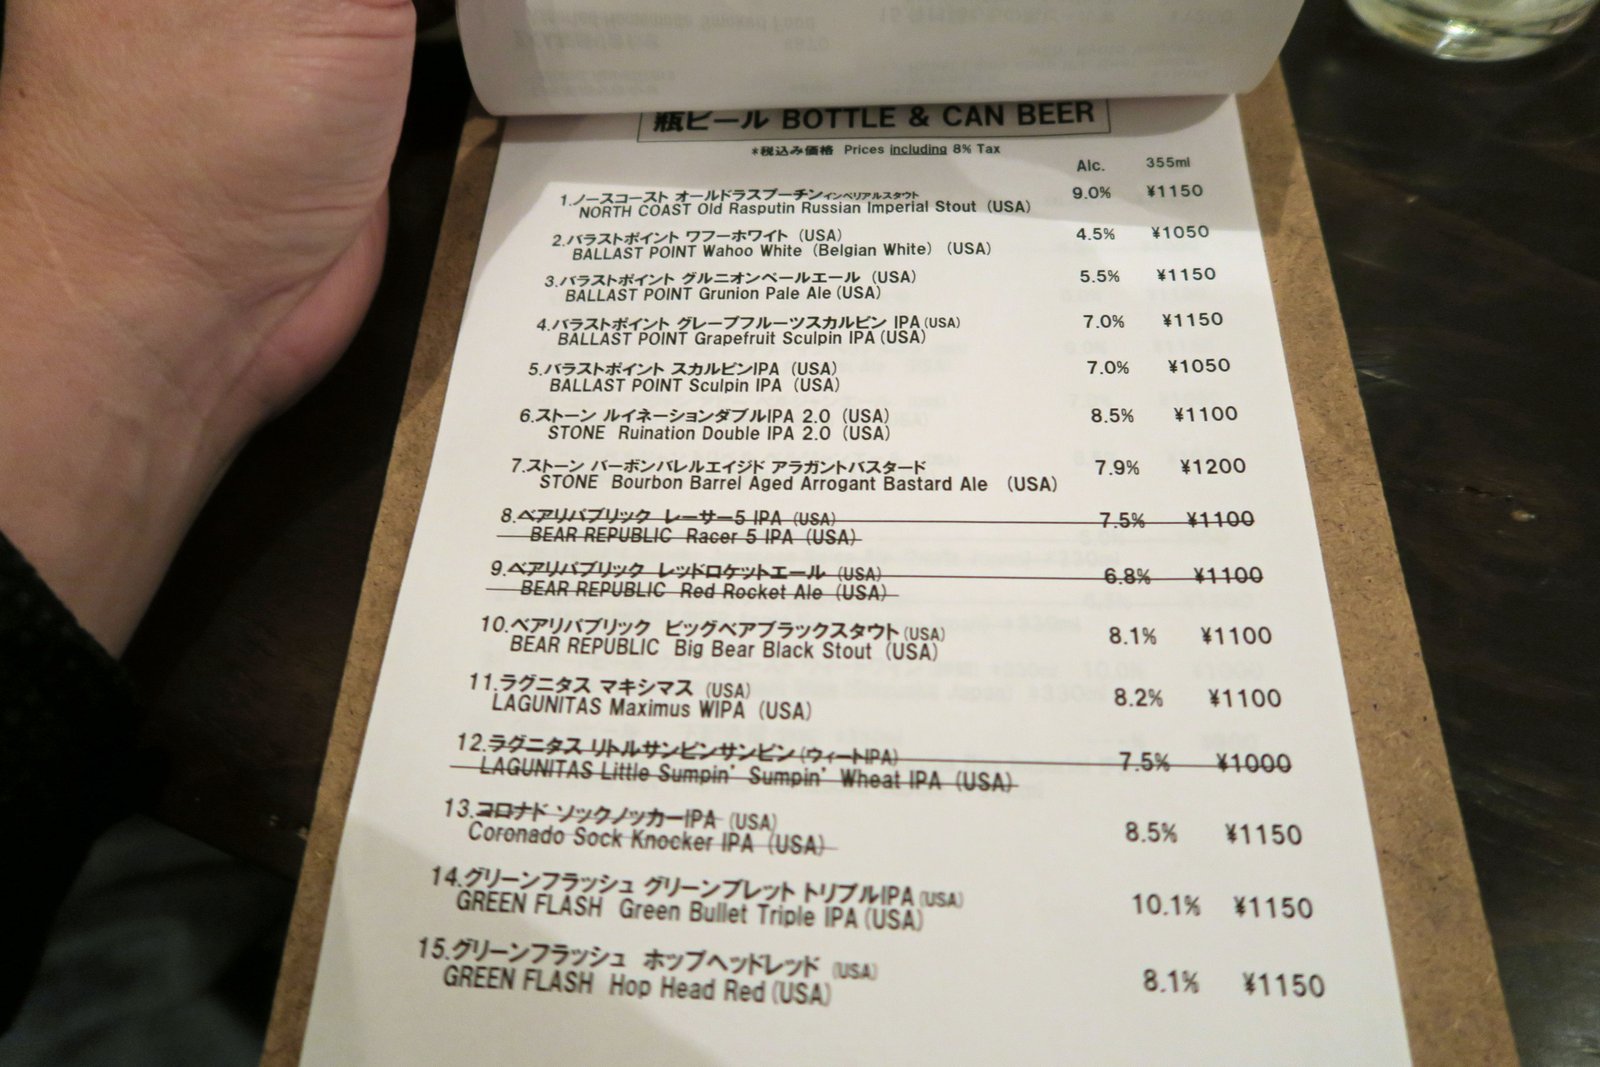 瓶ビール BOTTLE & CAN BEER
*税込み価格 Prices including 8% Tax
Alc. 355ml
1.ノースコースト オールドラスプーチンインペリアルスタウト 9.0% ¥1150
NORTH COAST Old Rasputin Russian Imperial Stout (USA)
2.バラストポイント ワフーホワイト (USA) 4.5% ¥1050
BALLAST POINT Wahoo White (Belgian White) (USA)
3.バラストポイント グルニオンペールエール (USA) 5.5% ¥1150
BALLAST POINT Grunion Pale Ale (USA)
4.バラストポイント グレープフルーツスカルピン IPA (USA) 7.0% ¥1150
BALLAST POINT Grapefruit Sculpin IPA (USA)
5.バラストポイント スカルピンIPA (USA) 7.0% ¥1050
BALLAST POINT Sculpin IPA (USA)
6.ストーン ルイネーションダブルIPA 2.0 (USA) 8.5% ¥1100
STONE Ruination Double IPA 2.0 (USA)
7.ストーン バーボンバレルエイジド アラガントバスタード 7.9% ¥1200
STONE Bourbon Barrel Aged Arrogant Bastard Ale (USA)
8.ベアリパブリック レーサー5 IPA (USA) 7.5% ¥1100
BEAR REPUBLIC Racer 5 IPA (USA)
9.ベアリパブリック レッドロケットエール (USA) 6.8% ¥1100
BEAR REPUBLIC Red Rocket Ale (USA)
10.ベアリパブリック ビッグベアブラックスタウト (USA) 8.1% ¥1100
BEAR REPUBLIC Big Bear Black Stout (USA)
11.ラグニタス マキシマス (USA) 8.2% ¥1100
LAGUNITAS Maximus WIPA (USA)
12.ラグニタス リトルサンピンサンピン(ウィートIPA) 7.5% ¥1000
LAGUNITAS Little Sumpin' Sumpin' Wheat IPA (USA)
13.コロナド ソックノッカーIPA (USA) 8.5% ¥1150
Coronado Sock Knocker IPA (USA)
14.グリーンフラッシュ グリーンブレット トリプルIPA (USA) 10.1% ¥1150
GREEN FLASH Green Bullet Triple IPA (USA)
15.グリーンフラッシュ ホップヘッドレッド (USA) 8.1% ¥1150
GREEN FLASH Hop Head Red (USA)